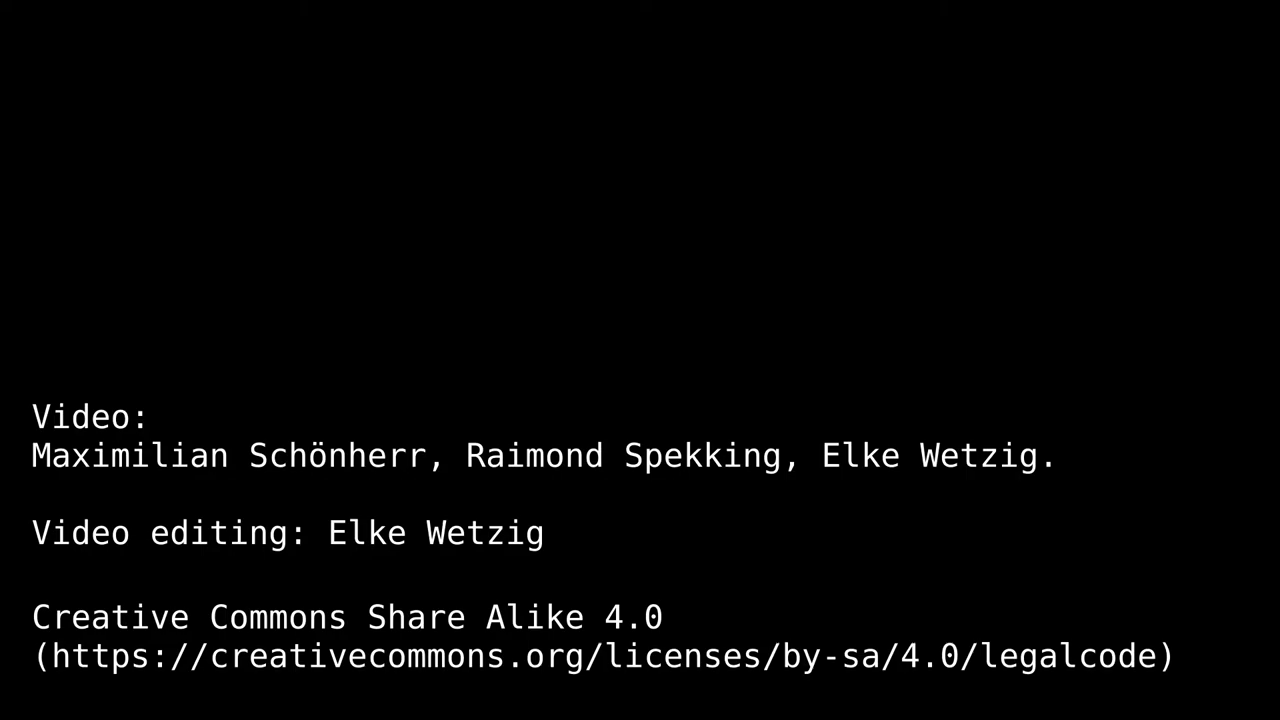 Video:
Maximilian Schönherr, Raimond Spekking, Elke Wetzig.
Video editing: Elke Wetzig
Creative Commons Share Alike 4.0
(https://creativecommons.org/licenses/by-sa/4.0/legalcode)